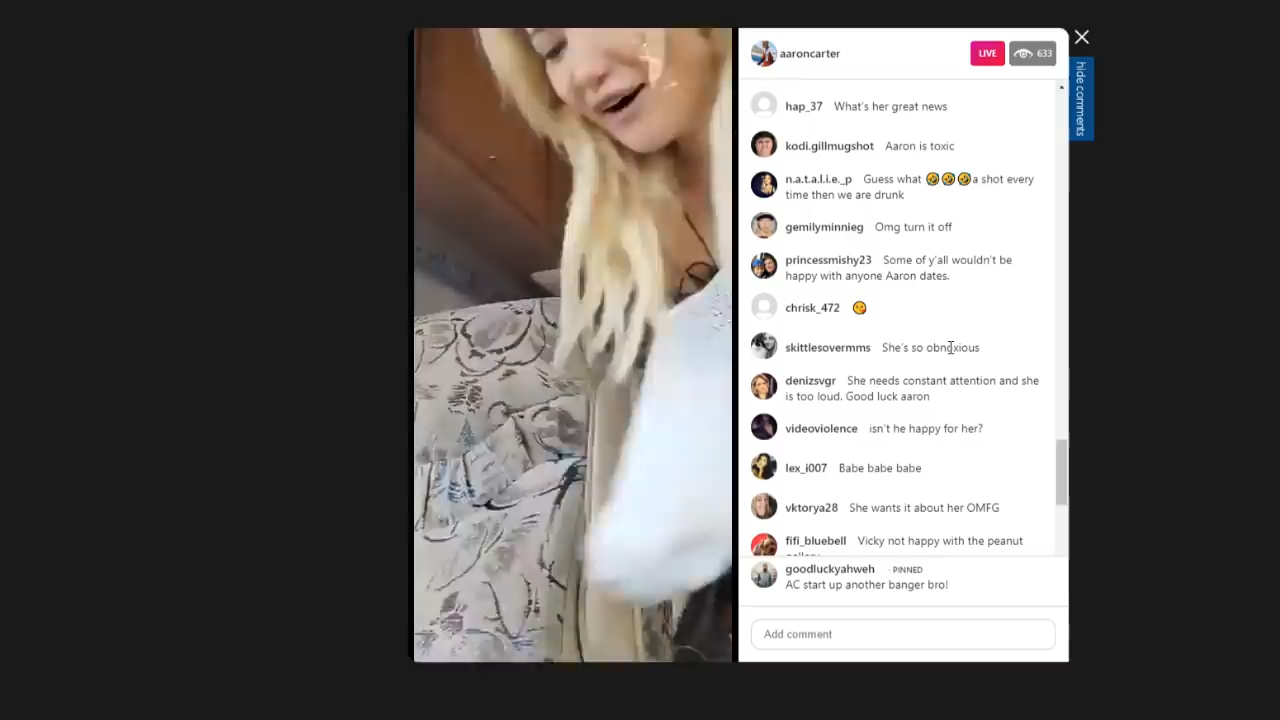 aaroncarter
LIVE
633
hide comments
hap_37 What's her great news
kodi.gillmugshot Aaron is toxic
n.a.t.a.l.i.e._p Guess what 🤣🤣🤣a shot every
time then we are drunk
gemilyminnieg Omg turn it off
princessmishy23 Some of y'all wouldn't be
happy with anyone Aaron dates.
chrisk_472 😘
skittlesovermms She's so obnoxious
denizsvgr She needs constant attention and she
is too loud. Good luck aaron
videoviolence isn't he happy for her?
lex_i007 Babe babe babe
vktorya28 She wants it about her OMFG
fifi_bluebell Vicky not happy with the peanut
gallery
goodluckyahweh · PINNED
AC start up another banger bro!
Add comment